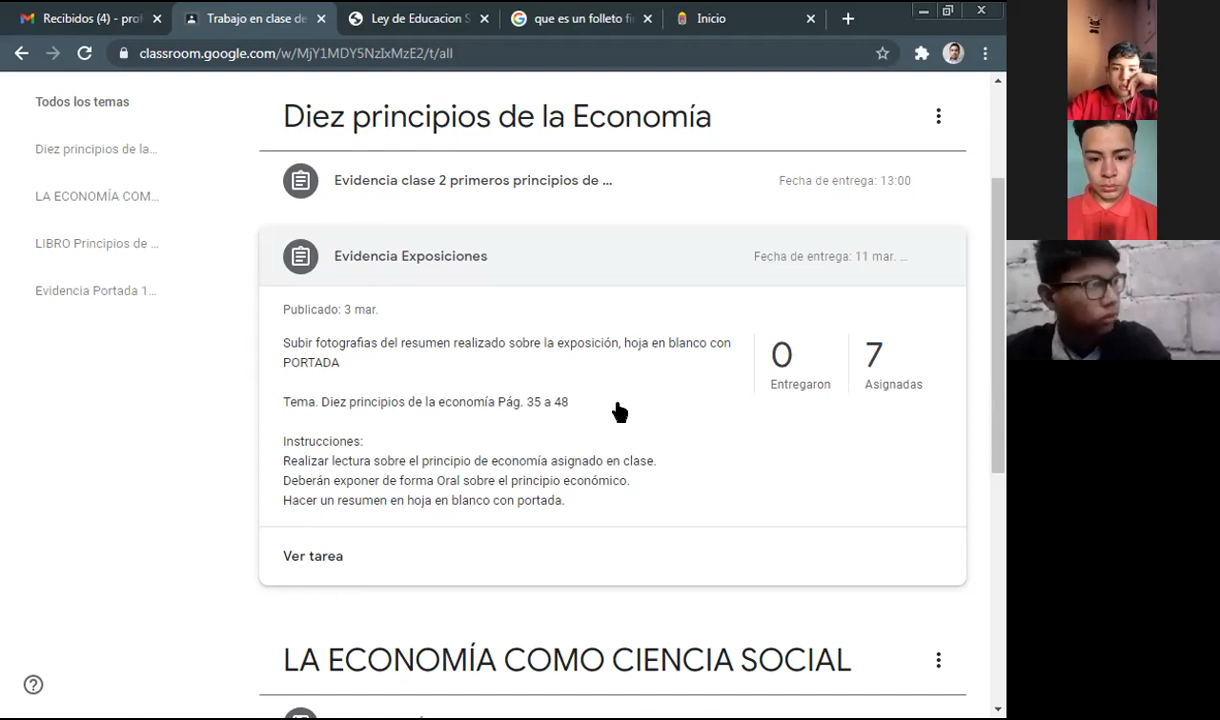 Recibidos (4) - prof
Trabajo en clase de
Ley de Educacion S
que es un folleto fi
Inicio
classroom.google.com/w/MjY1MDY5NzIxMzE2/t/all
Todos los temas
Diez principios de la...
LA ECONOMÍA COM...
LIBRO Principios de ...
Evidencia Portada 1...
Diez principios de la Economía
Evidencia clase 2 primeros principios de ...
Fecha de entrega: 13:00
Evidencia Exposiciones
Fecha de entrega: 11 mar. ...
Publicado: 3 mar.
Subir fotografias del resumen realizado sobre la exposición, hoja en blanco con
PORTADA
Tema. Diez principios de la economía Pág. 35 a 48
Instrucciones:
Realizar lectura sobre el principio de economía asignado en clase.
Deberán exponer de forma Oral sobre el principio económico.
Hacer un resumen en hoja en blanco con portada.
0
Entregaron
7
Asignadas
Ver tarea
LA ECONOMÍA COMO CIENCIA SOCIAL